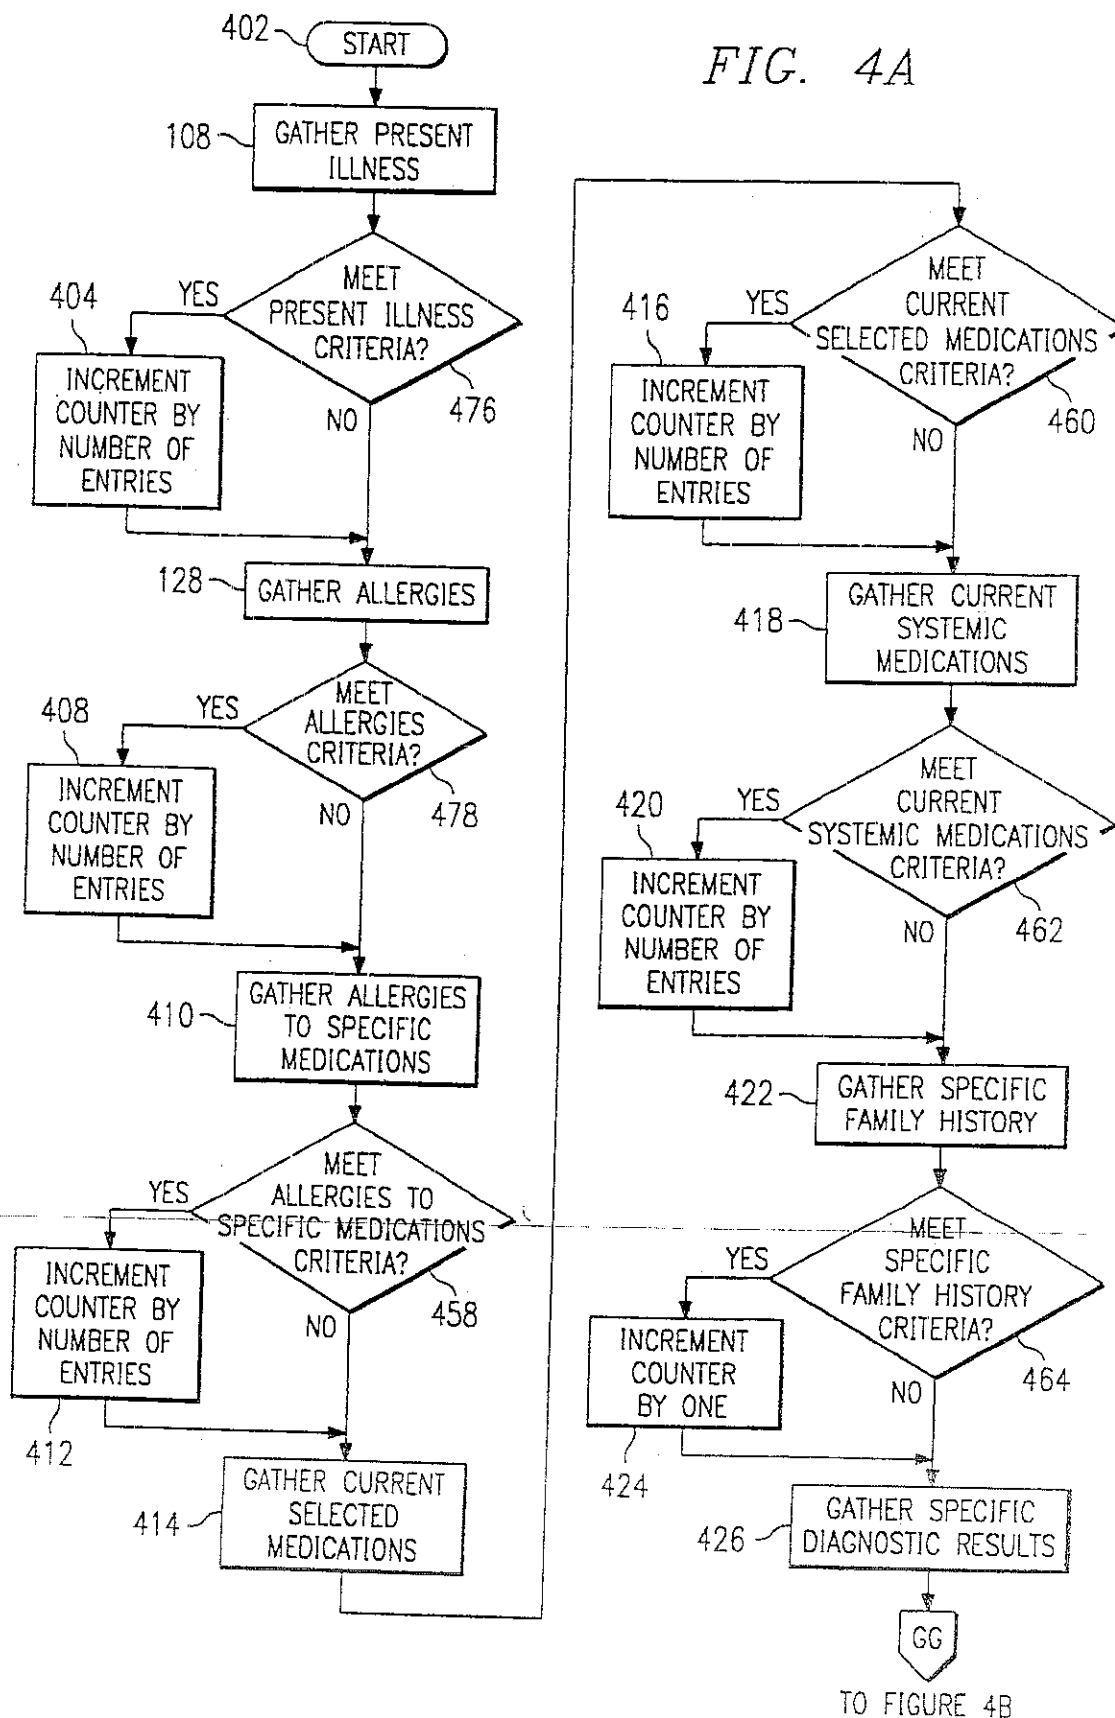 FIG. 4A
402
START
108
GATHER PRESENT
ILLNESS
MEET
PRESENT ILLNESS
CRITERIA?
476
YES
NO
404
INCREMENT
COUNTER BY
NUMBER OF
ENTRIES
128
GATHER ALLERGIES
MEET
ALLERGIES
CRITERIA?
478
YES
NO
408
INCREMENT
COUNTER BY
NUMBER OF
ENTRIES
410
GATHER ALLERGIES
TO SPECIFIC
MEDICATIONS
MEET
ALLERGIES TO
SPECIFIC MEDICATIONS
CRITERIA?
458
YES
NO
INCREMENT
COUNTER BY
NUMBER OF
ENTRIES
412
414
GATHER CURRENT
SELECTED
MEDICATIONS
MEET
CURRENT
SELECTED MEDICATIONS
CRITERIA?
460
YES
NO
416
INCREMENT
COUNTER BY
NUMBER OF
ENTRIES
418
GATHER CURRENT
SYSTEMIC
MEDICATIONS
MEET
CURRENT
SYSTEMIC MEDICATIONS
CRITERIA?
462
YES
NO
420
INCREMENT
COUNTER BY
NUMBER OF
ENTRIES
422
GATHER SPECIFIC
FAMILY HISTORY
MEET
SPECIFIC
FAMILY HISTORY
CRITERIA?
464
YES
NO
INCREMENT
COUNTER
BY ONE
424
426
GATHER SPECIFIC
DIAGNOSTIC RESULTS
GG
TO FIGURE 4B